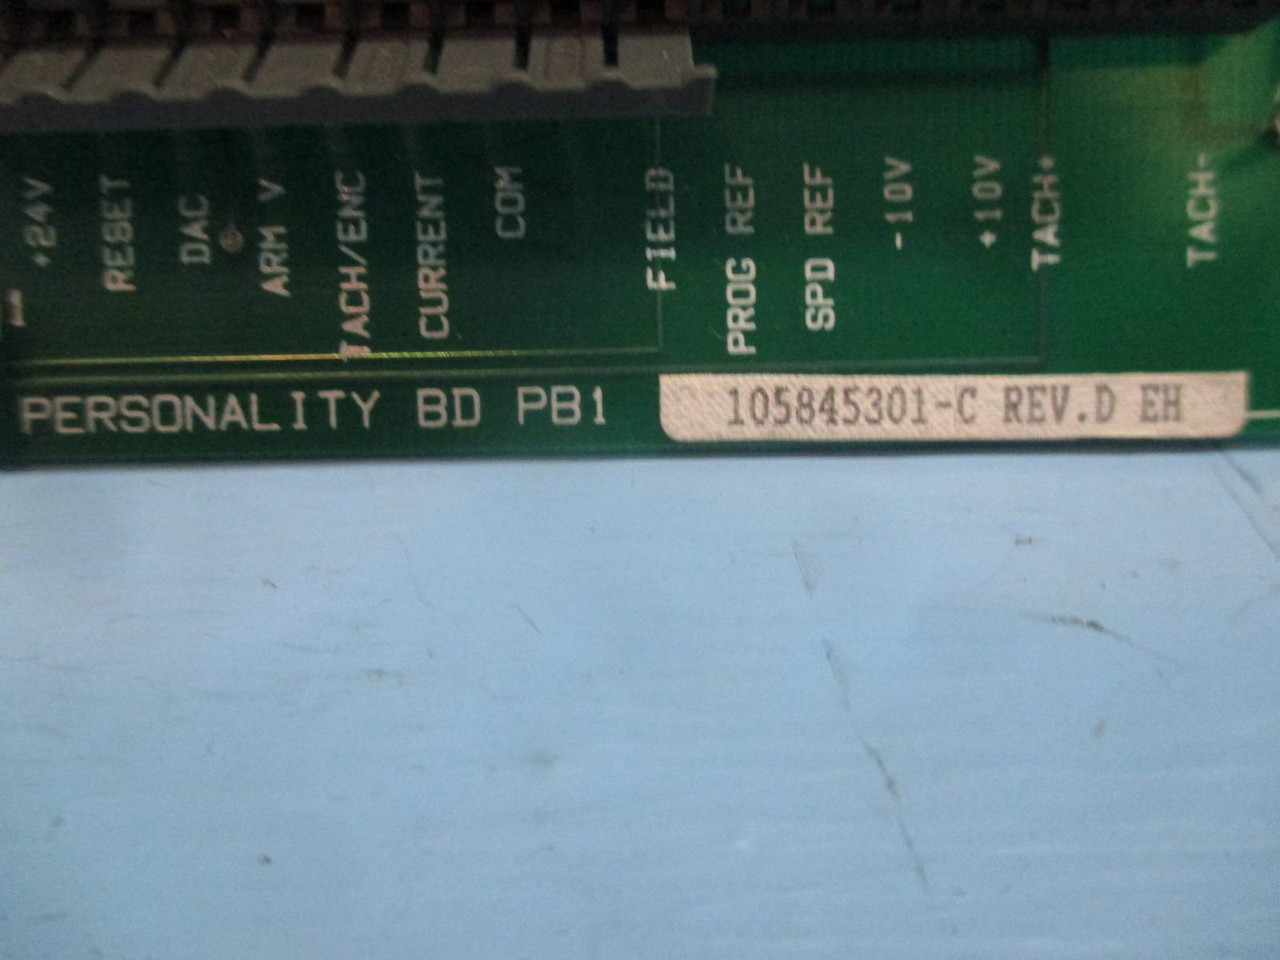 +24V
RESET
DAC
ARM V
TACH/ENC
CURRENT
COM
FIELD
PROG REF
SPD REF
-10V
+10V
TACH+
TACH-
PERSONALITY BD PB1
105845301-C REV.D EH